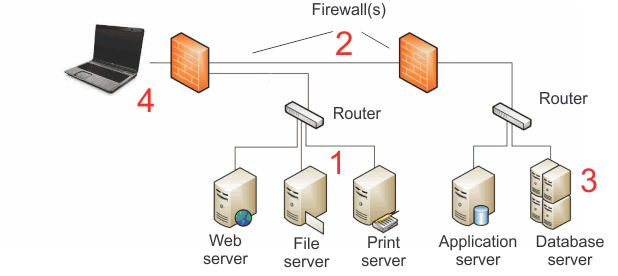 Firewall(s)
2
4
Router
Router
1
3
Web
server
File
server
Print
server
Application
server
Database
server